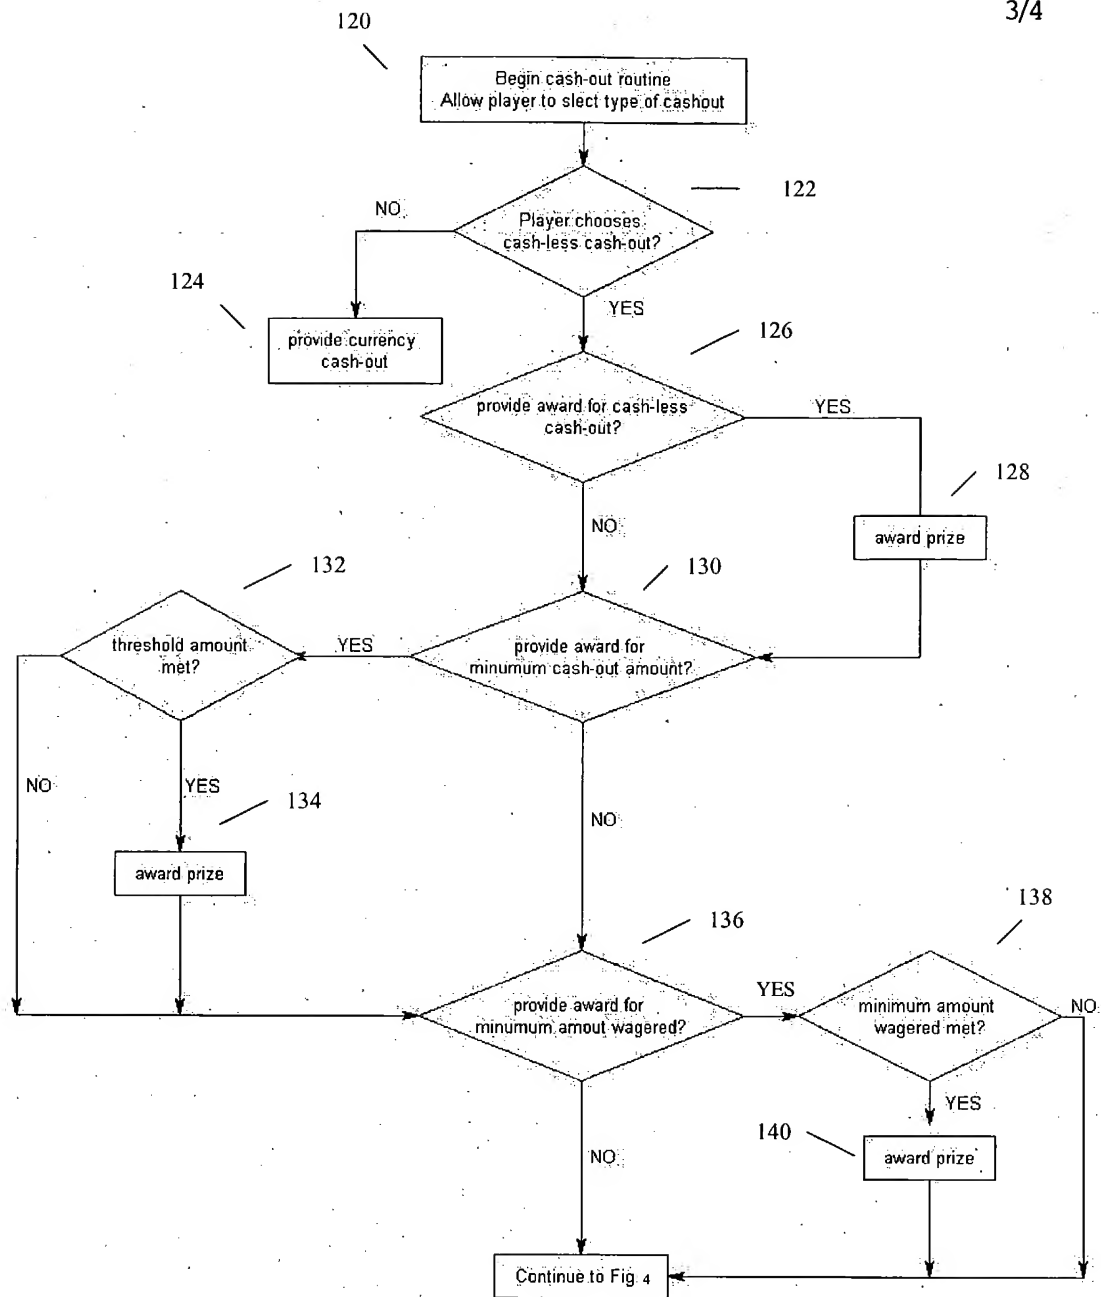 3/4
120
Begin cash-out routine
Allow player to slect type of cashout
122
NO
Player chooses
cash-less cash-out?
124
YES
provide currency
cash-out
126
provide award for cash-less
cash-out?
YES
128
NO
award prize
132
130
threshold amount
met?
YES
provide award for
minumum cash-out amount?
NO
YES
134
NO
award prize
136
138
provide award for
minumum amout wagered?
YES
minimum amount
wagered met?
NO
YES
140
NO
award prize
Continue to Fig. 4